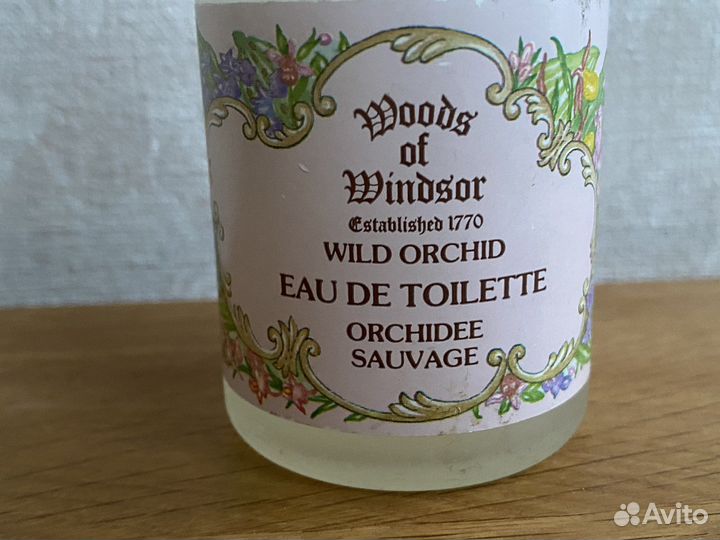 Woods
of
Windsor
Established 1770
WILD ORCHID
EAU DE TOILETTE
ORCHIDEE
SAUVAGE
Avito